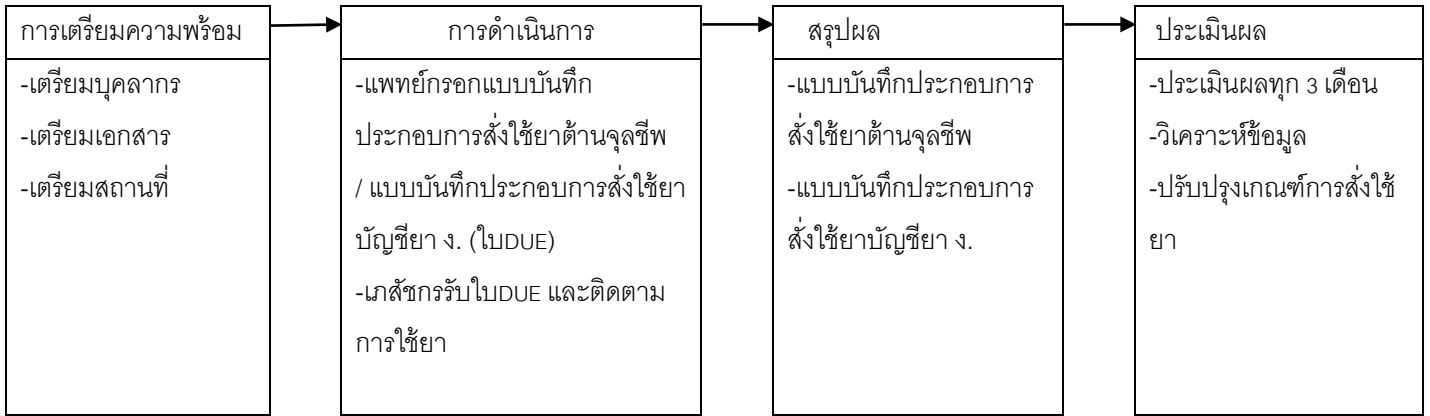 การเตรียมความพร้อม
-เตรียมบุคลากร
-เตรียมเอกสาร
-เตรียมสถานที่
การดำเนินการ
-แพทย์กรอกแบบบันทึก
ประกอบการสั่งใช้ยาต้านจุลชีพ
/ แบบบันทึกประกอบการสั่งใช้ยา
บัญชียา ง. (ใบDUE)
-เภสัชกรรับใบDUE และติดตาม
การใช้ยา
สรุปผล
-แบบบันทึกประกอบการ
สั่งใช้ยาต้านจุลชีพ
-แบบบันทึกประกอบการ
สั่งใช้ยาบัญชียา ง.
ประเมินผล
-ประเมินผลทุก 3 เดือน
-วิเคราะห์ข้อมูล
-ปรับปรุงเกณฑ์การสั่งใช้
ยา